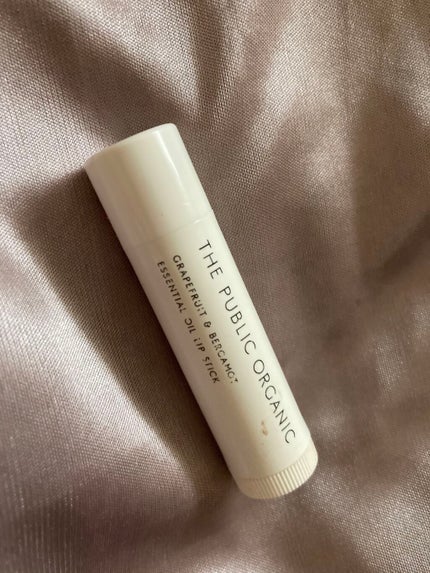 THE PUBLIC ORGANIC
GRAPEFRUIT & BERGAMOT
ESSENTIAL OIL LIP STICK